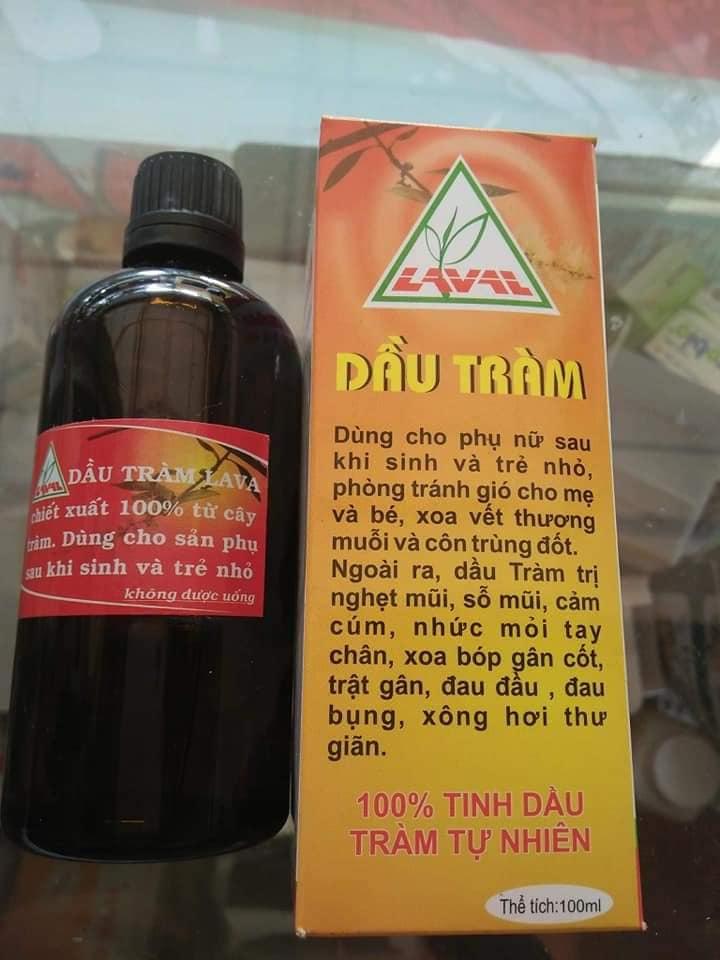 LAVAL
DẦU TRÀM LAVA
chiết xuất 100% từ cây
tràm. Dùng cho sản phụ
sau khi sinh và trẻ nhỏ
không được uống
LAVAL
DẦU TRÀM
Dùng cho phụ nữ sau
khi sinh và trẻ nhỏ,
phòng tránh gió cho mẹ
và bé, xoa vết thương
muỗi và côn trùng đốt.
Ngoài ra, dầu Tràm trị
nghẹt mũi, sỗ mũi, cảm
cúm, nhức mỏi tay
chân, xoa bóp gân cốt,
trật gân, đau đầu , đau
bụng, xông hơi thư
giãn.
100% TINH DẦU
TRÀM TỰ NHIÊN
Thể tích:100ml